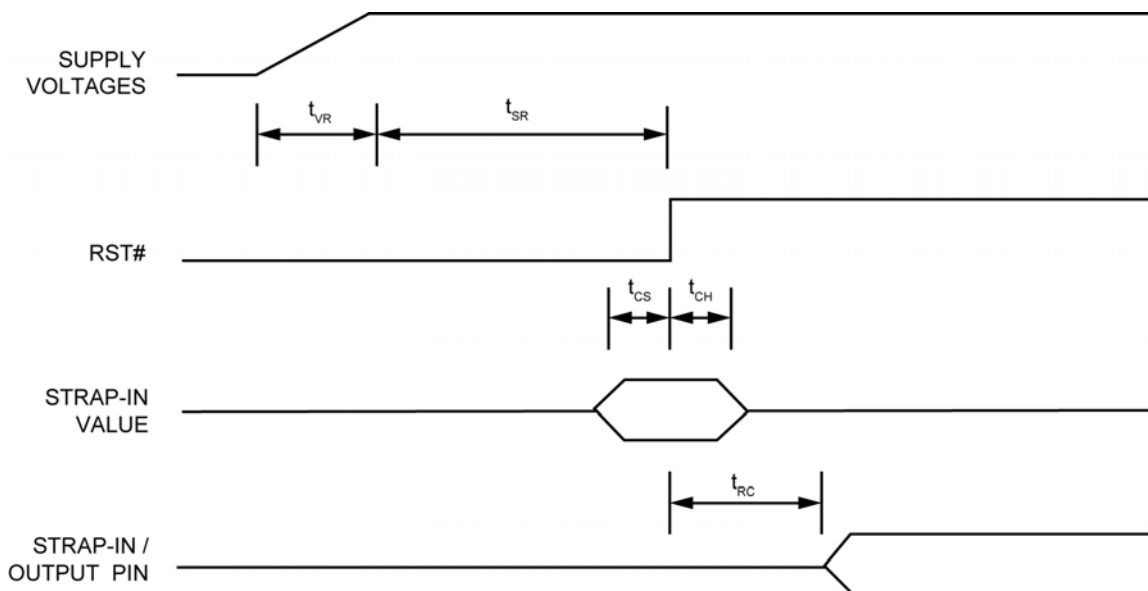 SUPPLY
VOLTAGES
tVR
tSR
RST#
tCS
tCH
STRAP-IN
VALUE
tRC
STRAP-IN /
OUTPUT PIN